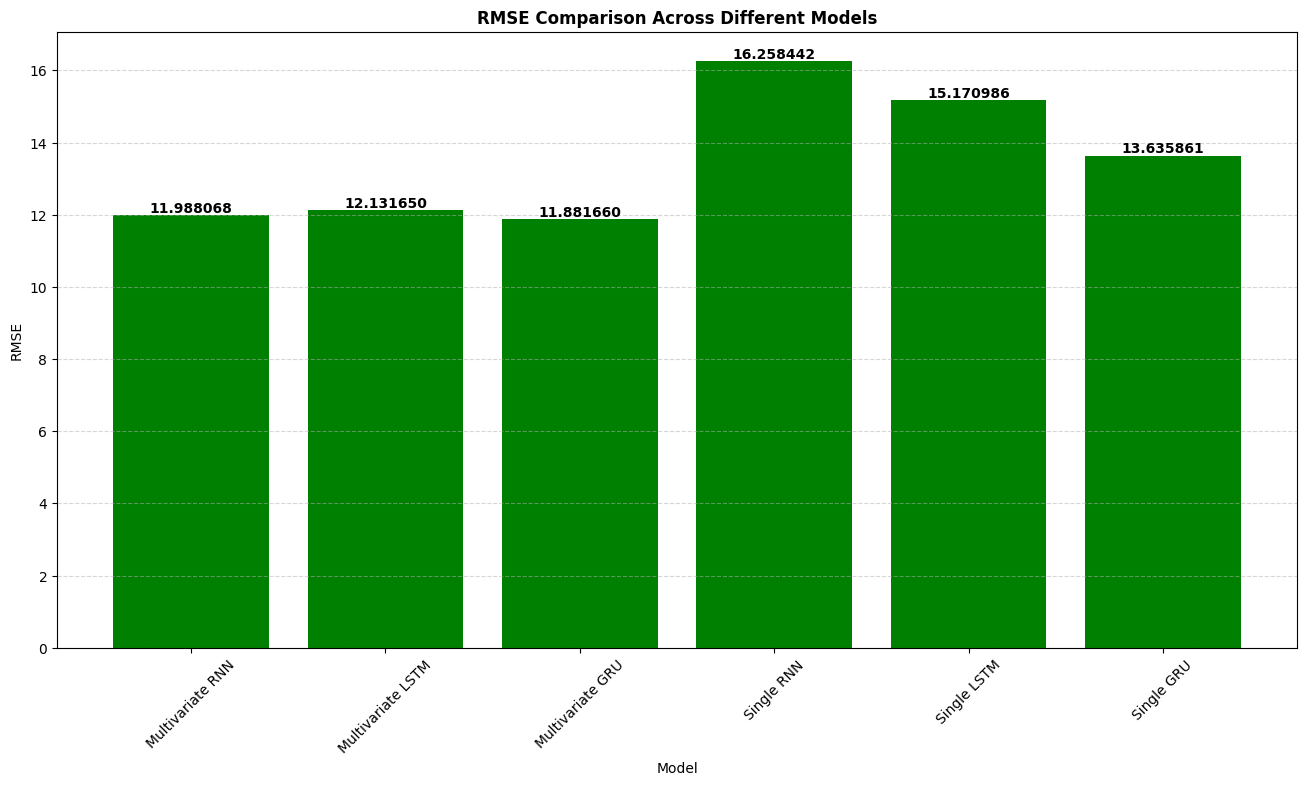 RMSE Comparison Across Different Models
16.258442
15.170986
13.635861
11.988068
12.131650
11.881660
16
14
12
10
8
6
4
2
0
RMSE
Multivariate RNN
Multivariate LSTM
Multivariate GRU
Single RNN
Single LSTM
Single GRU
Model